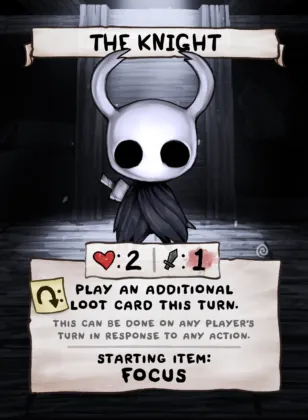 THE KNIGHT
:2 :1
PLAY AN ADDITIONAL
LOOT CARD THIS TURN.
THIS CAN BE DONE ON ANY PLAYER'S
TURN IN RESPONSE TO ANY ACTION.
STARTING ITEM:
FOCUS